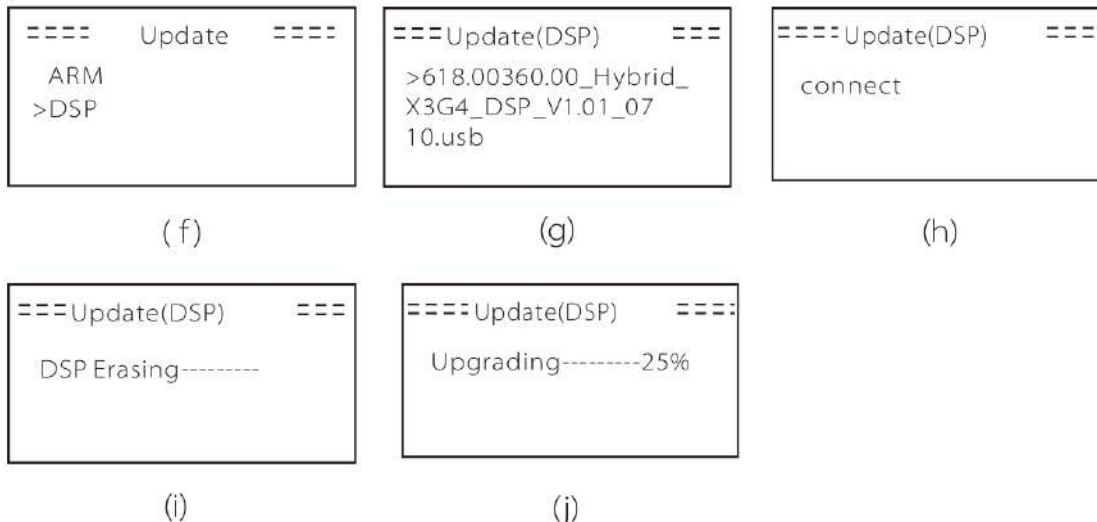 ==== Update ====
ARM
>DSP
(f)
===Update(DSP) ===
>618.00360.00_Hybrid_
X3G4_DSP_V1.01_07
10.usb
(g)
====Update(DSP) ===
connect
(h)
===Update(DSP) ===
DSP Erasing---------
(i)
====Update(DSP) ====
Upgrading---------25%
(j)